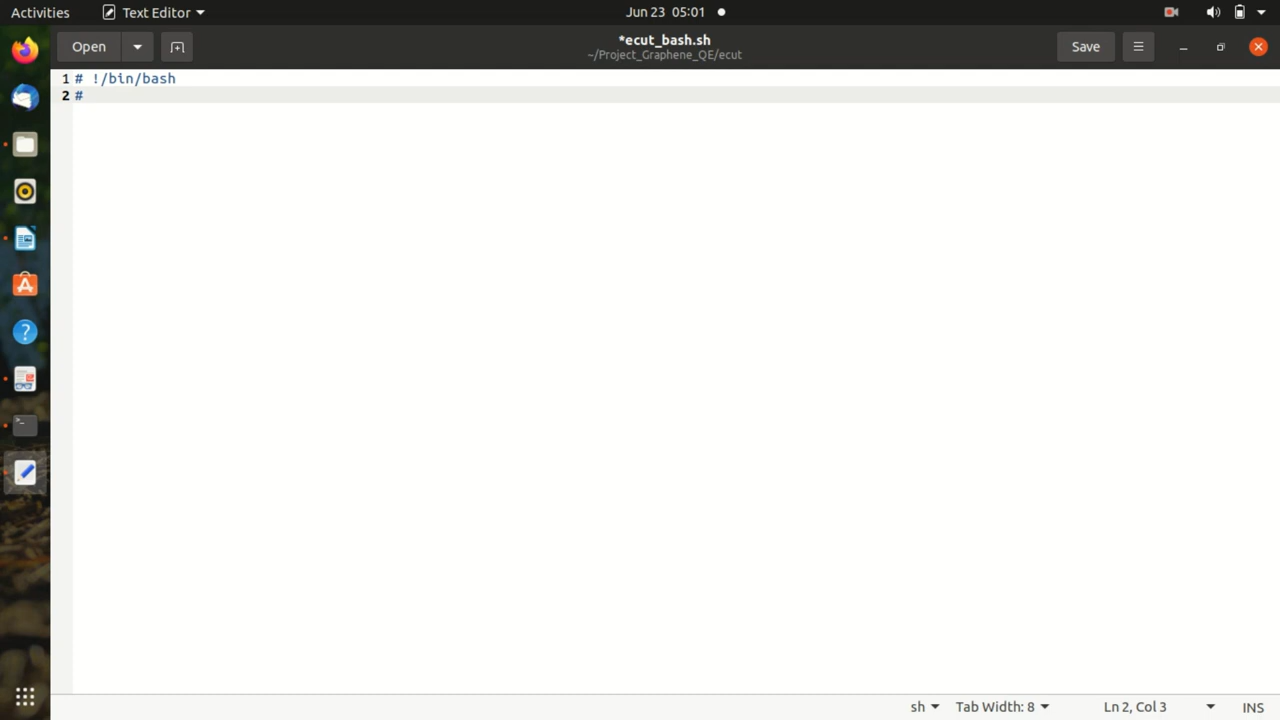 Activities Text Editor Jun 23 05:01
Open *ecut_bash.sh Save
~/Project_Graphene_QE/ecut
1 # !/bin/bash
2 #
sh Tab Width: 8 Ln 2, Col 3 INS